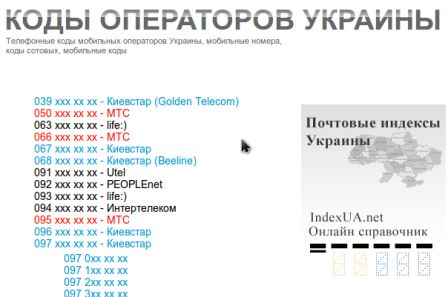 КОДЫ ОПЕРАТОРОВ УКРАИНЫ
Телефонные коды мобильных операторов Украины, мобильные номера,
коды сотовых, мобильные коды
039 xxx xx xx - Киевстар (Golden Telecom)
050 xxx xx xx - МТС
063 xxx xx xx - life:)
066 xxx xx xx - МТС
067 xxx xx xx - Киевстар
068 xxx xx xx - Киевстар (Beeline)
091 xxx xx xx - Utel
092 xxx xx xx - PEOPLEnet
093 xxx xx xx - life:)
094 xxx xx xx - Интертелеком
095 xxx xx xx - МТС
096 xxx xx xx - Киевстар
097 xxx xx xx - Киевстар
097 0xx xx xx
097 1xx xx xx
097 2xx xx xx
097 3xx xx xx
Почтовые индексы
Украины
IndexUA.net
Онлайн справочник